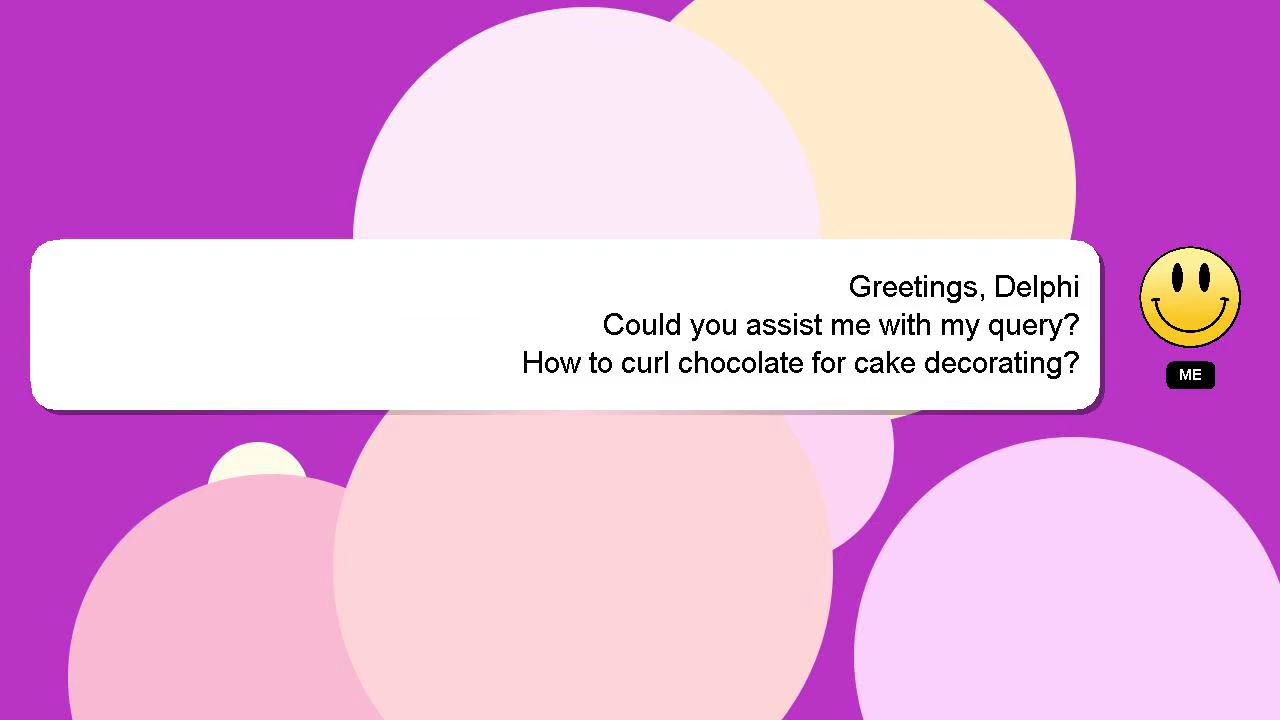 Greetings, Delphi
Could you assist me with my query?
How to curl chocolate for cake decorating?
ME